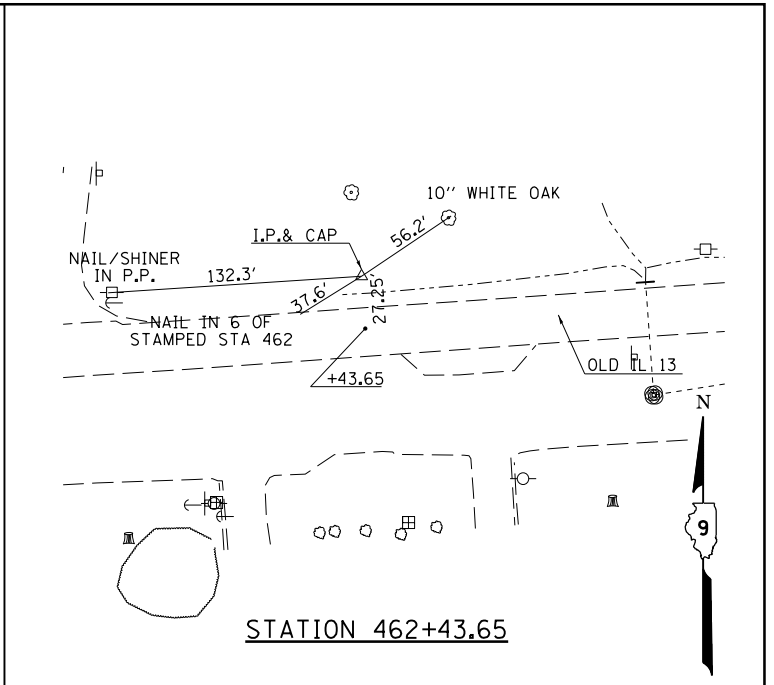 10'' WHITE OAK
I.P.& CAP
56.2'
NAIL/SHINER
IN P.P.
132.3'
37.6'
27.25'
NAIL IN 6 OF
STAMPED STA 462
+43.65
OLD IL 13
N
9
STATION 462+43.65